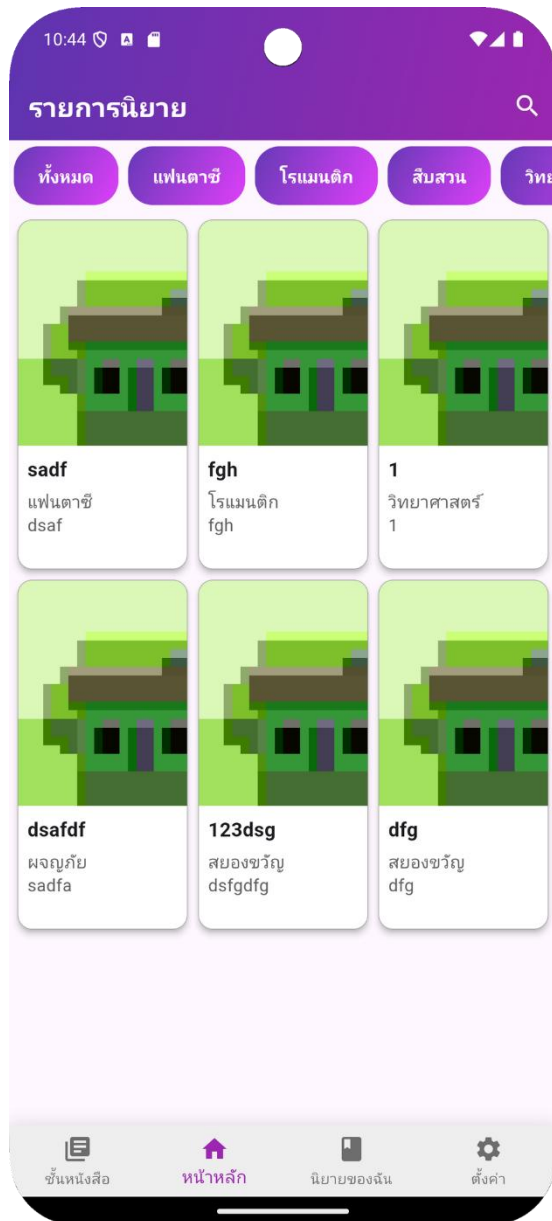 10:44
รายการนิยาย
ทั้งหมด แฟนตาซี โรแมนติก สืบสวน
sadf
แฟนตาซี
dsaf
fgh
โรแมนติก
fgh
1
วิทยาศาสตร์
1
dsafdf
ผจญภัย
sadfa
123dsg
สยองขวัญ
dsfgdfg
dfg
สยองขวัญ
dfg
ชั้นหนังสือ หน้าหลัก นิยายของฉัน ตั้งค่า